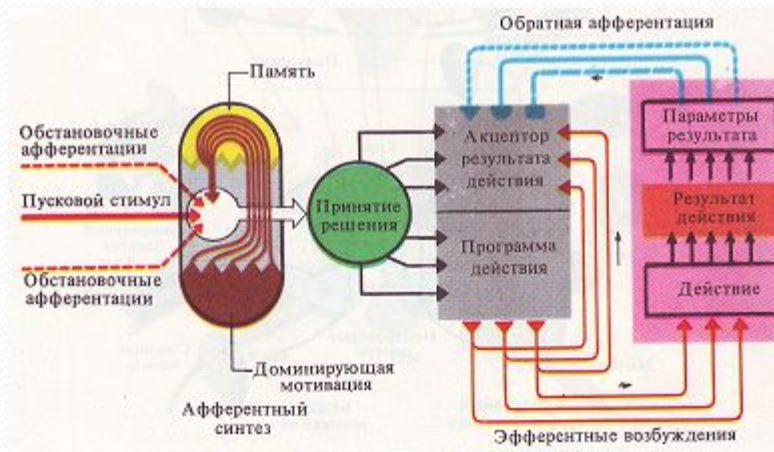 Обратная афферентация
Память
Обстановочные
афферентации
Пусковой стимул
Обстановочные
афферентации
Принятие
решения
Акцептор
результата
действия
Программа
действия
Параметры
результата
Результат
действия
Действие
Доминирующая
мотивация
Афферентный
синтез
Эфферентные возбуждения